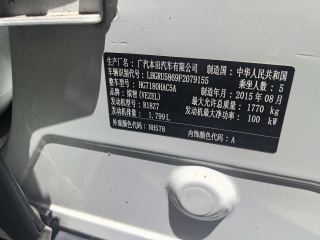 生产厂名：广汽本田汽车有限公司 制造国：中华人民共和国
车辆识别代号：LHGRU5869F2079155 乘坐人数：5
整车型号：HG7180HAC5A 制造年月：2015年08月
品牌：缤智(VEZEL) 最大允许总质量：1770 kg
发动机型号：R18Z7 发动机最大净功率：100 kW
发动机排量：1.799L
外观颜色代码：NH578 内饰颜色代码：A